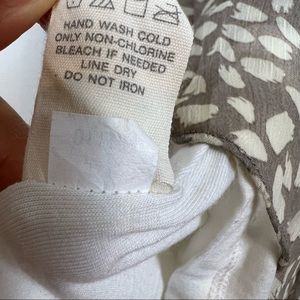 HAND WASH COLD
ONLY NON-CHLORINE
BLEACH IF NEEDED
LINE DRY
DO NOT IRON